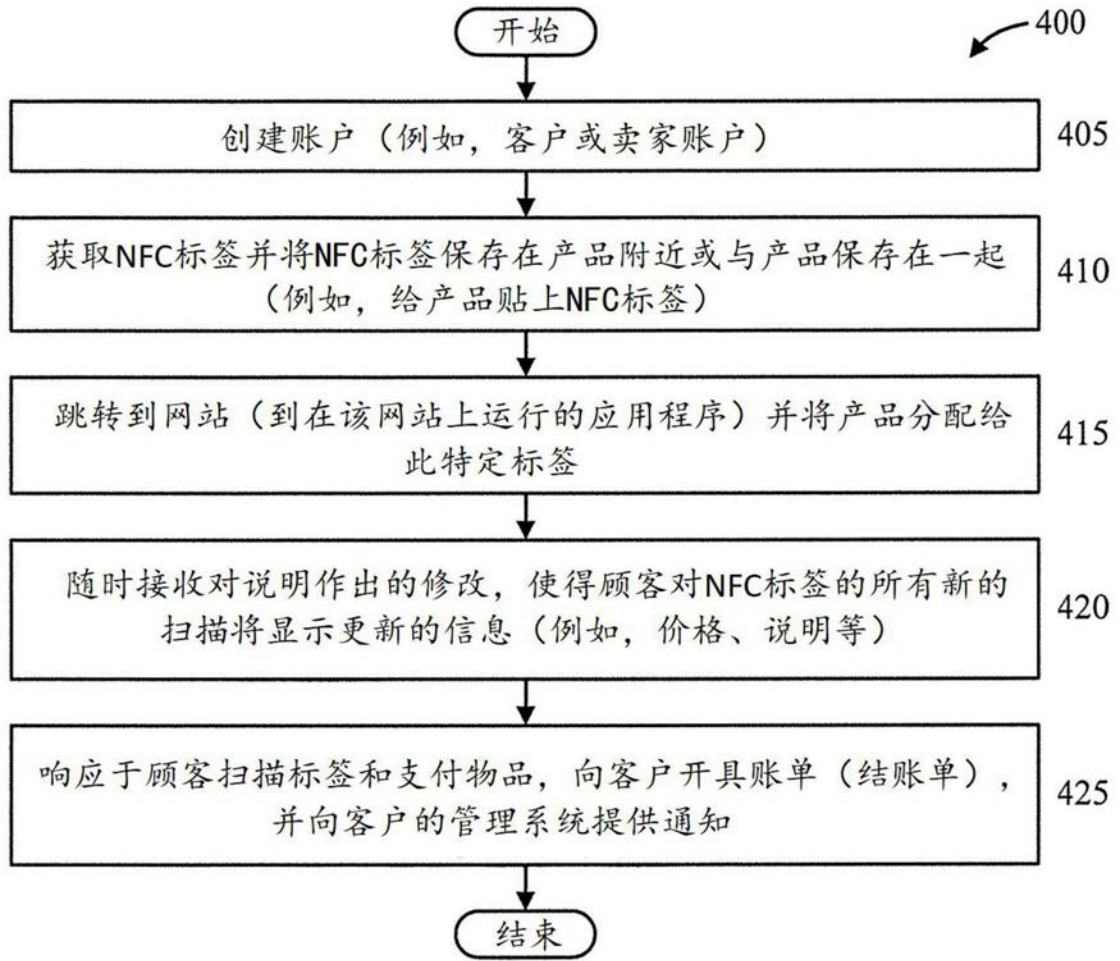 开始
400
创建账户（例如，客户或卖家账户）
405
获取NFC标签并将NFC标签保存在产品附近或与产品保存在一起
（例如，给产品贴上NFC标签）
410
跳转到网站（到在该网站上运行的应用程序）并将产品分配给
此特定标签
415
随时接收对说明作出的修改，使得顾客对NFC标签的所有新的
扫描将显示更新的信息（例如，价格、说明等）
420
响应于顾客扫描标签和支付物品，向客户开具账单（结账单），
并向客户的管理系统提供通知
425
结束